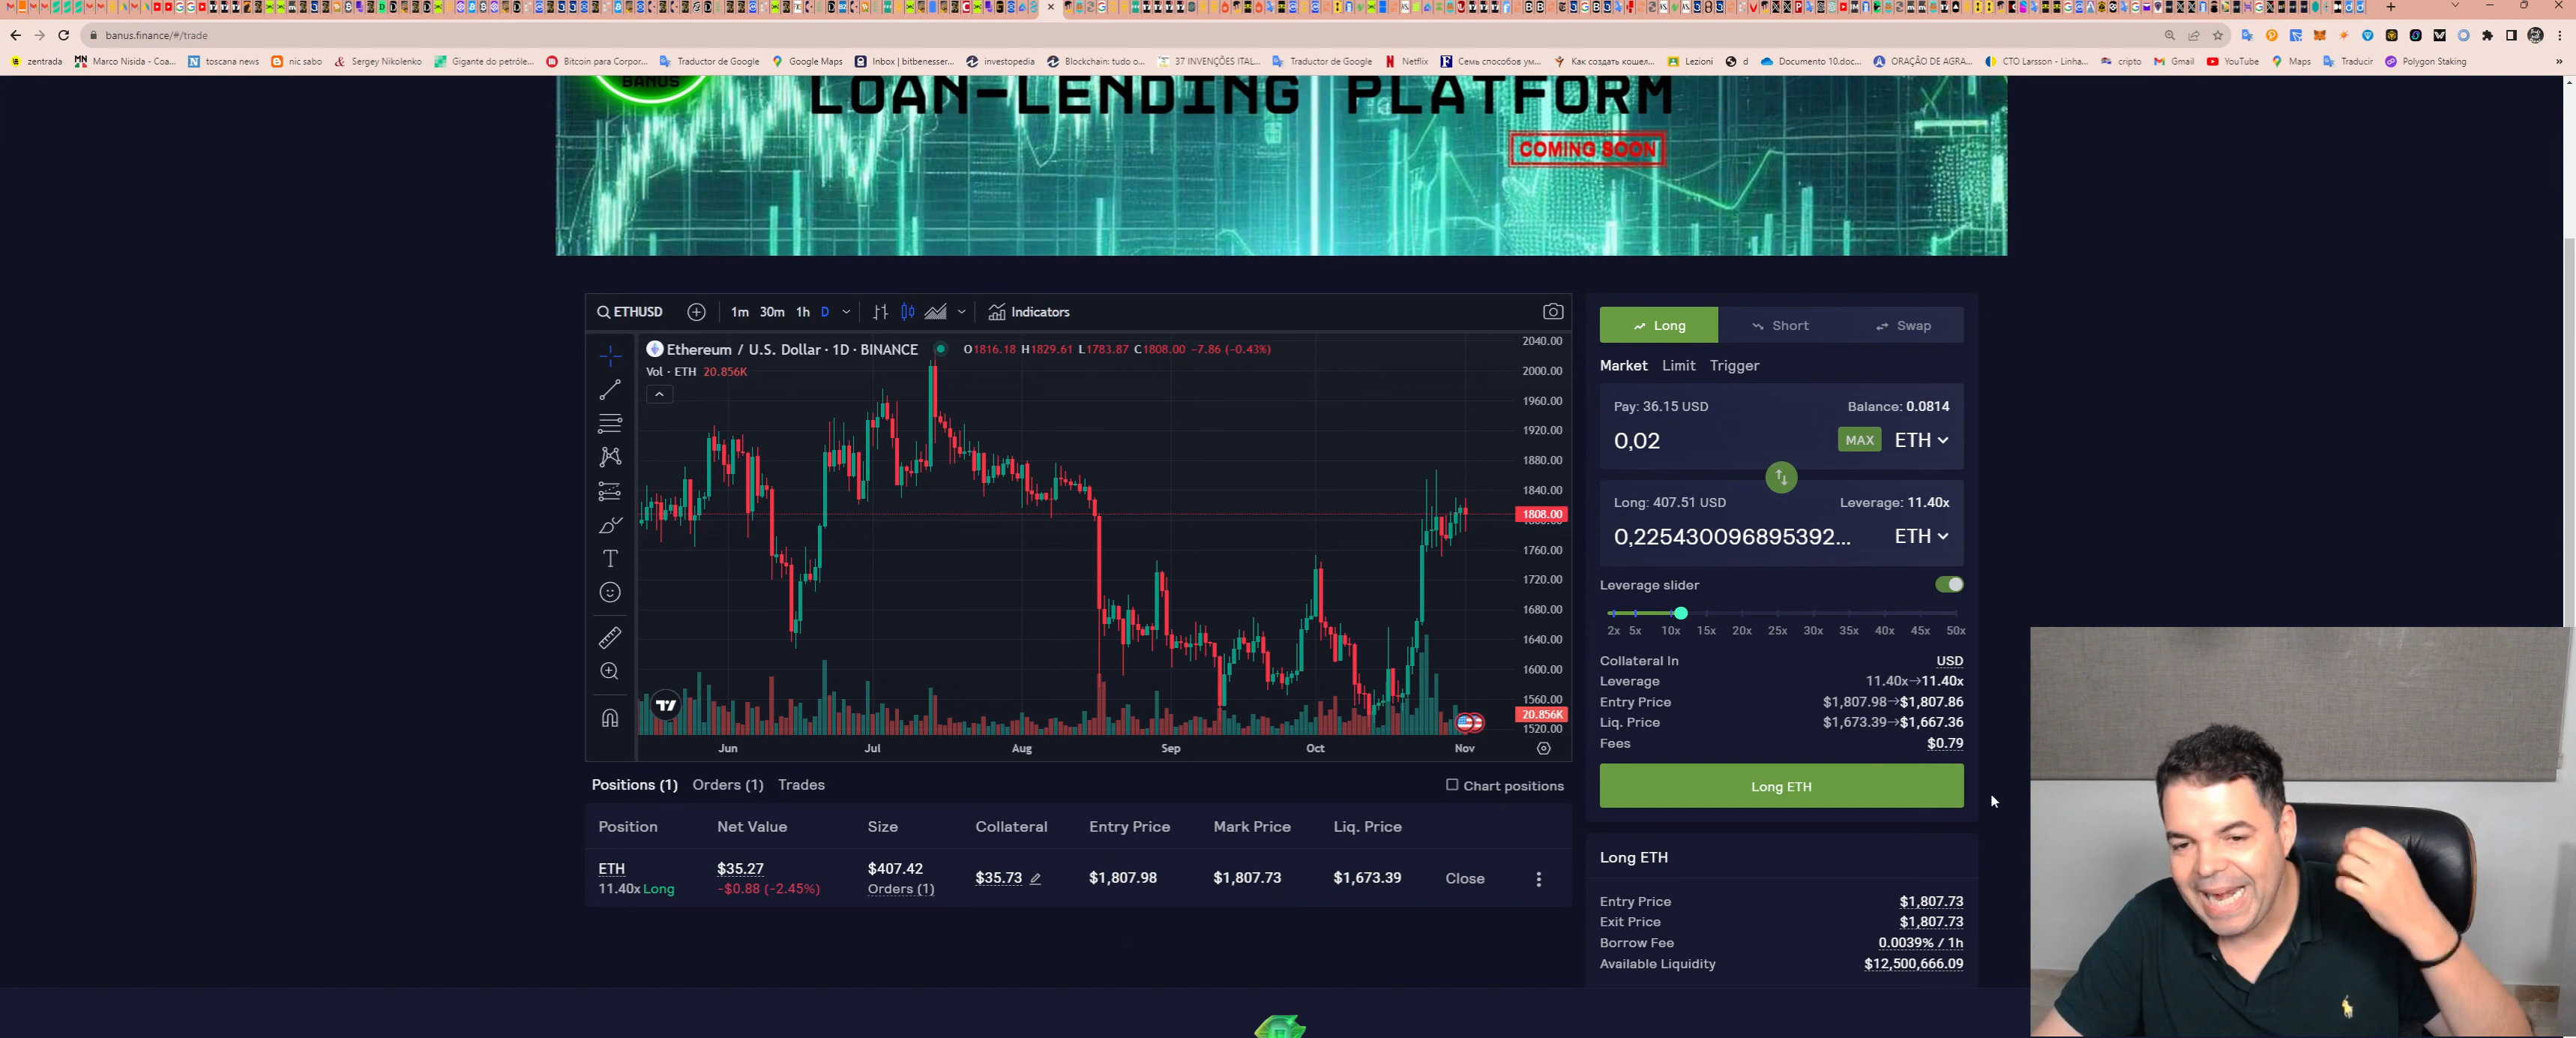 banus.finance/#/trade
zentrada
Marco Nisida - Coa...
toscana news
nic sabo
Sergey Nikolenko
Gigante do petróle...
Bitcoin para Corpor...
Traductor de Google
Google Maps
Inbox | bitbenesser...
investopedia
Blockchain: tudo o...
37 INVENÇÕES ITAL...
Traductor de Google
Netflix
Семь способов ум...
Как создать кошел...
Lezioni
d
Documento 10.doc...
ORAÇÃO DE AGRA...
CTO Larsson - Linha...
cripto
Gmail
YouTube
Maps
Traducir
Polygon Staking
BANUS
LOAN-LENDING PLATFORM
COMING SOON
ETHUSD 1m 30m 1h D Indicators
Ethereum / U.S. Dollar · 1D · BINANCE O1816.18 H1829.61 L1783.87 C1808.00 -7.86 (-0.43%)
Vol · ETH 20.856K
2040.00
2000.00
1960.00
1920.00
1880.00
1840.00
1808.00
1760.00
1720.00
1680.00
1640.00
1600.00
1560.00
20.856K
1520.00
Jun Jul Aug Sep Oct Nov
Long Short Swap
Market Limit Trigger
Pay: 36.15 USD Balance: 0.0814
0,02 MAX ETH
Long: 407.51 USD Leverage: 11.40x
0,225430096895392... ETH
Leverage slider
2x 5x 10x 15x 20x 25x 30x 35x 40x 45x 50x
Collateral In USD
Leverage 11.40x→11.40x
Entry Price $1,807.98→$1,807.86
Liq. Price $1,673.39→$1,667.36
Fees $0.79
Long ETH
Positions (1) Orders (1) Trades Chart positions
Position Net Value Size Collateral Entry Price Mark Price Liq. Price
ETH $35.27 $407.42 $35.73 $1,807.98 $1,807.73 $1,673.39 Close
11.40x Long -$0.88 (-2.45%) Orders (1)
Long ETH
Entry Price $1,807.73
Exit Price $1,807.73
Borrow Fee 0.0039% / 1h
Available Liquidity $12,500,666.09